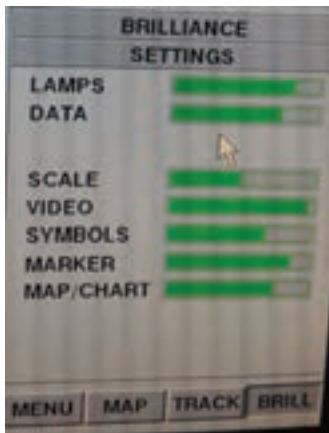 BRILLIANCE
SETTINGS
LAMPS
DATA
SCALE
VIDEO
SYMBOLS
MARKER
MAP/CHART
MENU MAP TRACK BRILL